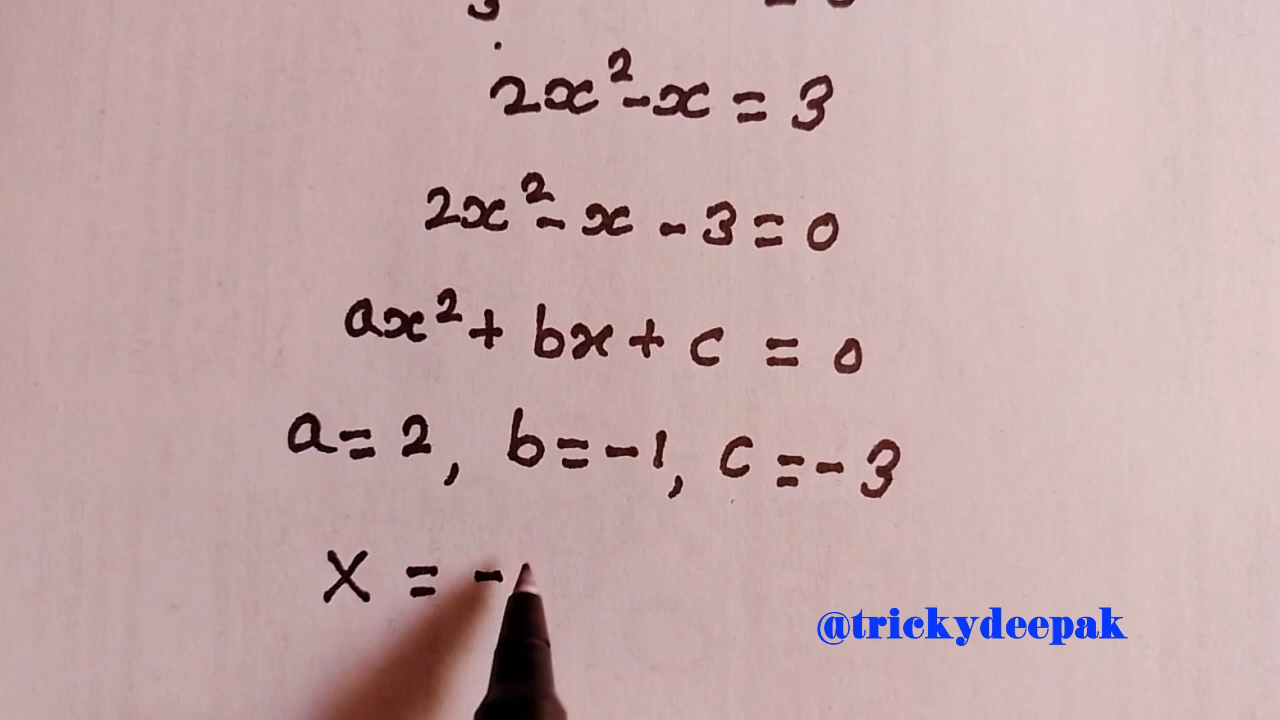 2x²-x = 3
2x²-x-3=0
ax²+bx+c = 0
a=2, b=-1, c=-3
x = -
@trickydeepak